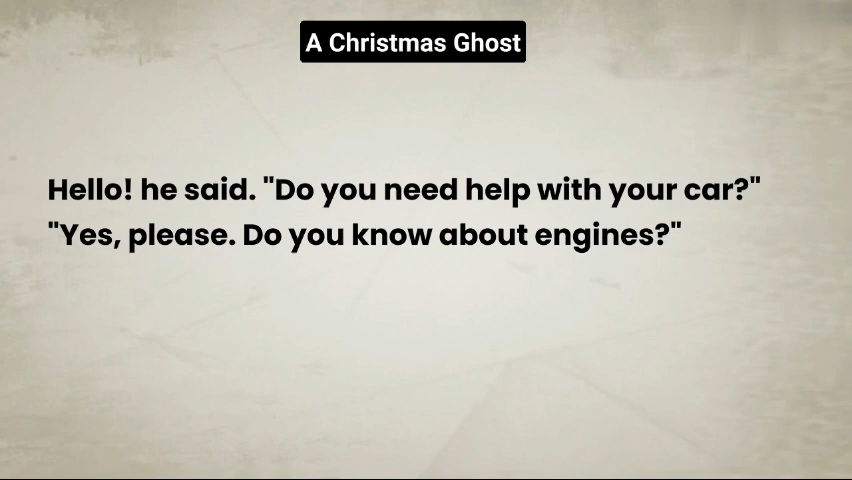 A Christmas Ghost
Hello! he said. "Do you need help with your car?"
"Yes, please. Do you know about engines?"